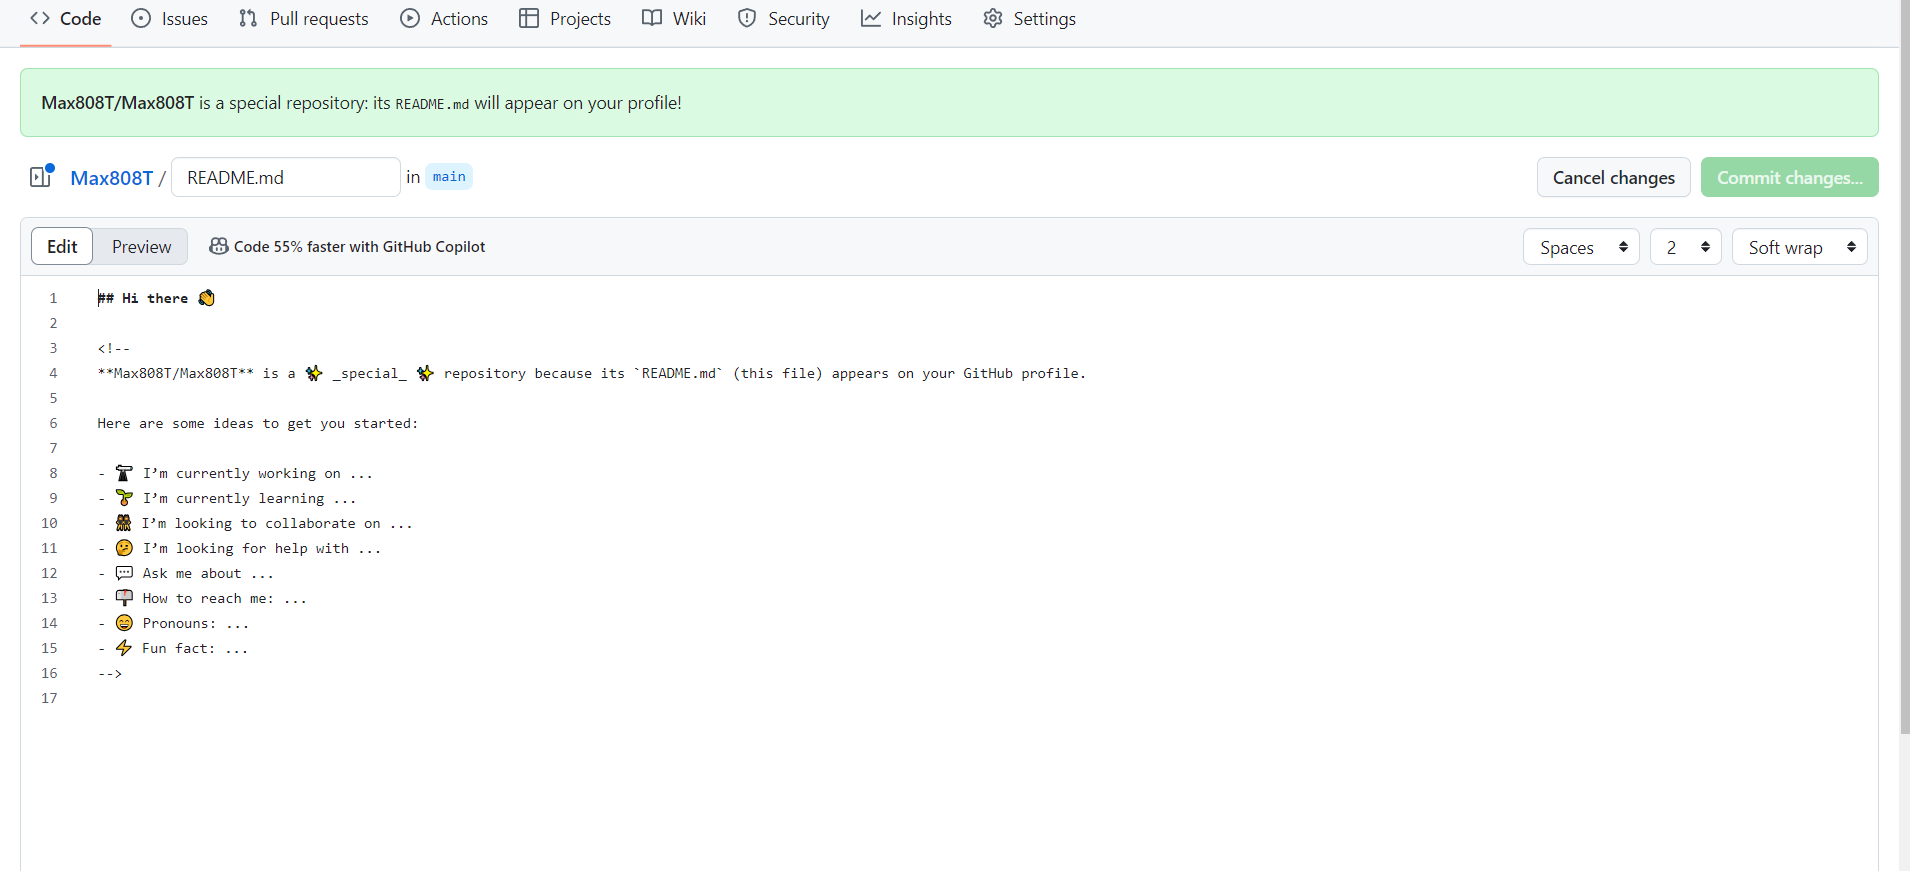 Code Issues Pull requests Actions Projects Wiki Security Insights Settings
Max808T/Max808T is a special repository: its README.md will appear on your profile!
Max808T / README.md in main Cancel changes Commit changes...
Edit Preview Code 55% faster with GitHub Copilot Spaces 2 Soft wrap
1 ## Hi there 👋
2
3 <!--
4 **Max808T/Max808T** is a ✨ _special_ ✨ repository because its `README.md` (this file) appears on your GitHub profile.
5
6 Here are some ideas to get you started:
7
8 - 🔭 I’m currently working on ...
9 - 🌱 I’m currently learning ...
10 - 👯 I’m looking to collaborate on ...
11 - 🤔 I’m looking for help with ...
12 - 💬 Ask me about ...
13 - 📫 How to reach me: ...
14 - 😄 Pronouns: ...
15 - ⚡ Fun fact: ...
16 -->
17